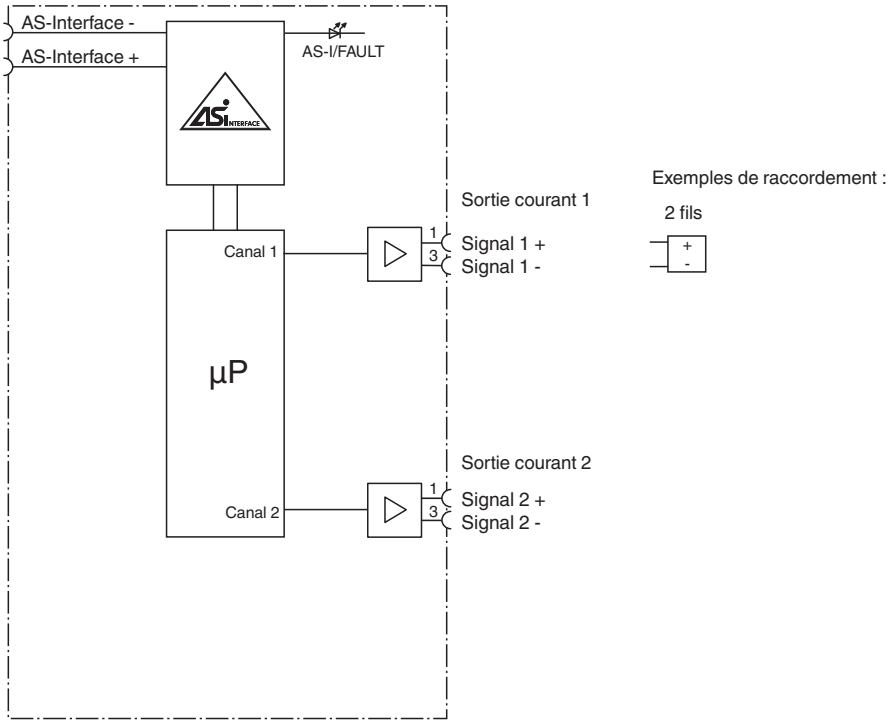 AS-Interface -
AS-Interface +
AS-I/FAULT
ASi INTERFACE
Sortie courant 1
Exemples de raccordement :
2 fils
Canal 1
1
Signal 1 +
3
Signal 1 -
+
-
µP
Sortie courant 2
Canal 2
1
Signal 2 +
3
Signal 2 -